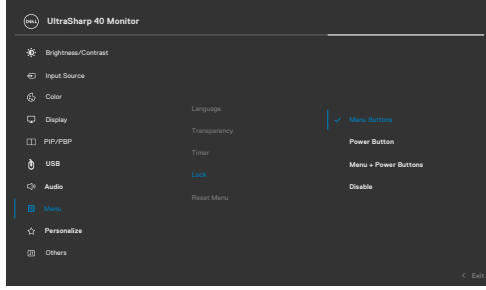 DELL UltraSharp 40 Monitor
Brightness/Contrast
Input Source
Color
Display
PIP/PBP
USB
Audio
Menu
Personalize
Others
Language
Transparency
Timer
Lock
Reset Menu
Menu Buttons
Power Button
Menu + Power Buttons
Disable
Exit